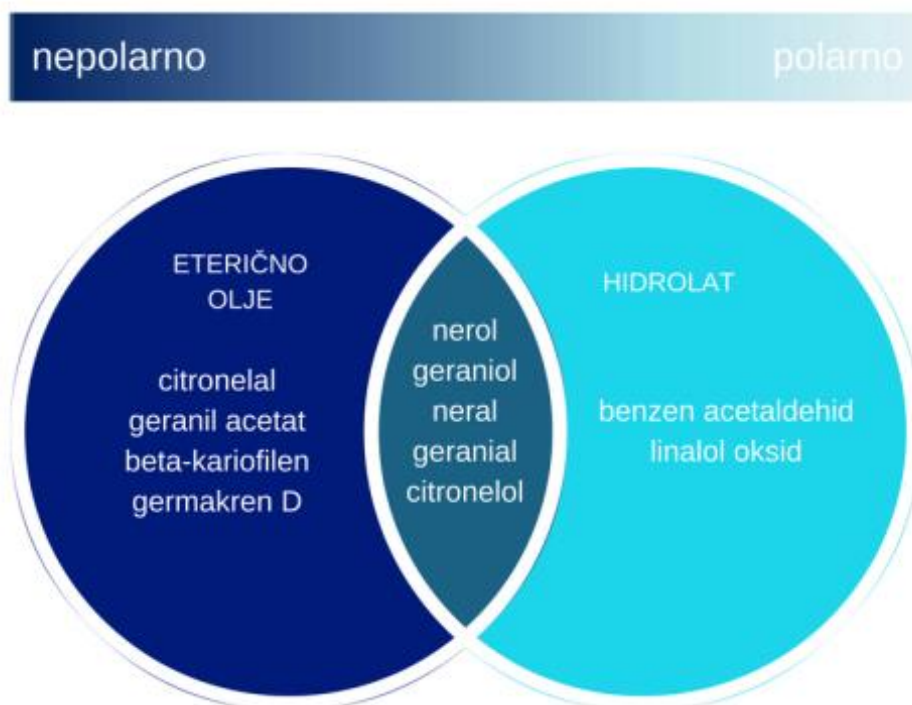 nepolarno
polarno
ETERIČNO
OLJE
citronelal
geranil acetat
beta-kariofilen
germakren D
nerol
geraniol
neral
geranial
citronelol
HIDROLAT
benzen acetaldehid
linalol oksid